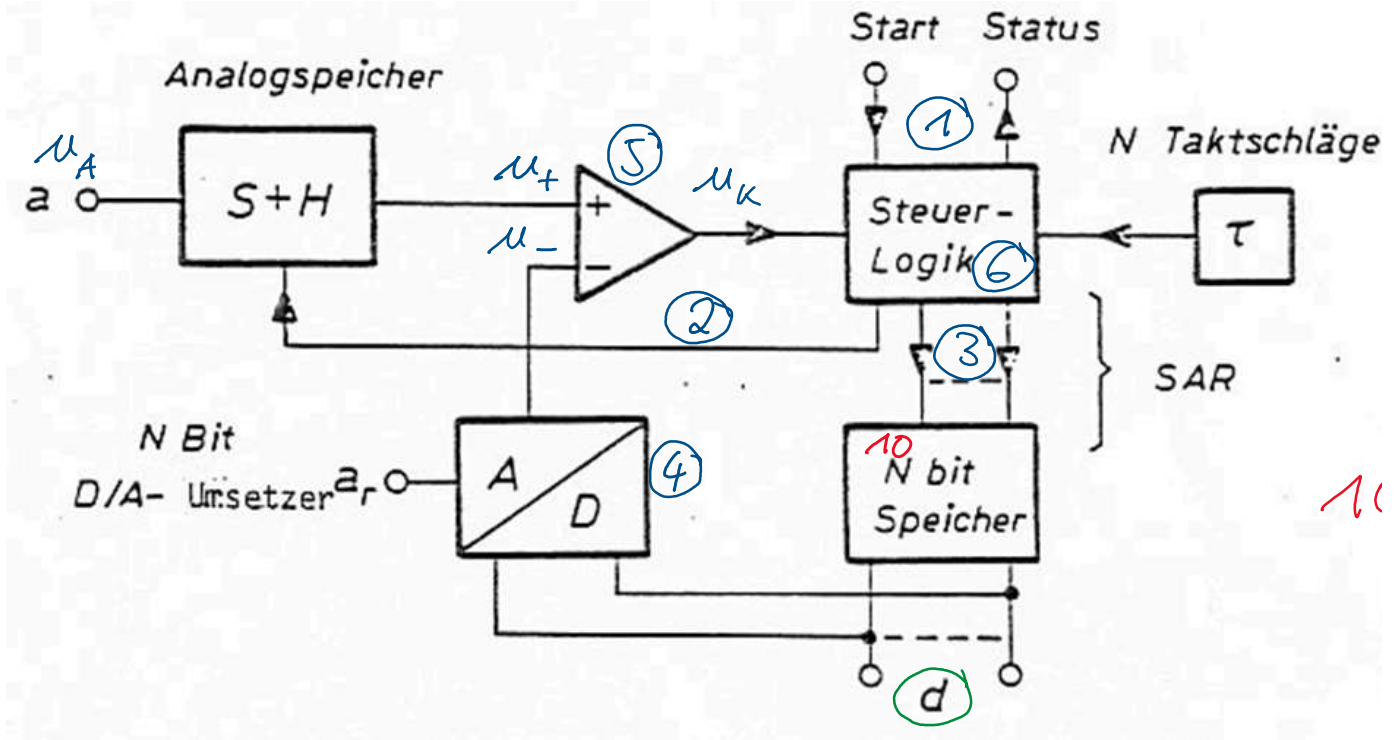 Start Status
Analogspeicher
1
N Taktschläge
u_A
a
S+H
u_+
5
u_K
+
u_-
−
Steuer-
Logik
6
τ
2
3
SAR
N Bit
D/A- Umsetzer
a_r
A
D
4
10
N bit
Speicher
d